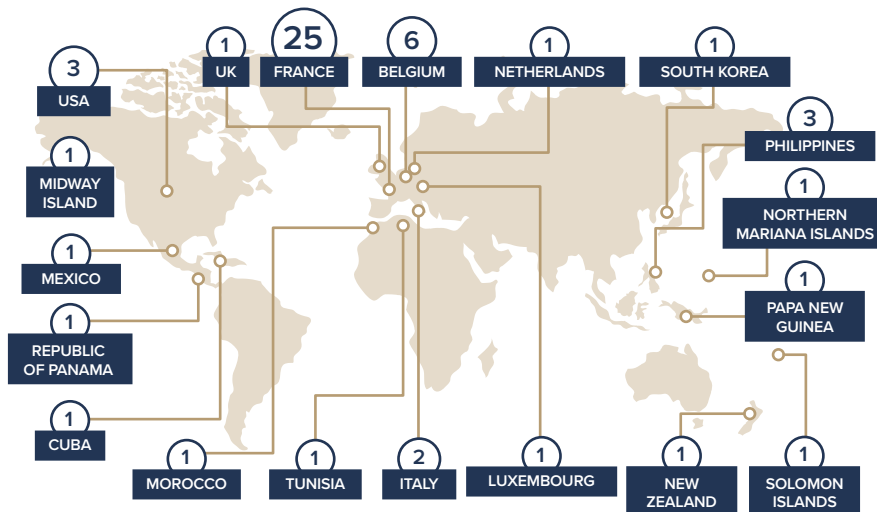 25
FRANCE
6
BELGIUM
1
UK
1
NETHERLANDS
1
SOUTH KOREA
3
USA
3
PHILIPPINES
1
MIDWAY
ISLAND
1
NORTHERN
MARIANA ISLANDS
1
MEXICO
1
PAPA NEW
GUINEA
1
REPUBLIC
OF PANAMA
1
CUBA
1
MOROCCO
1
TUNISIA
2
ITALY
1
LUXEMBOURG
1
NEW
ZEALAND
1
SOLOMON
ISLANDS